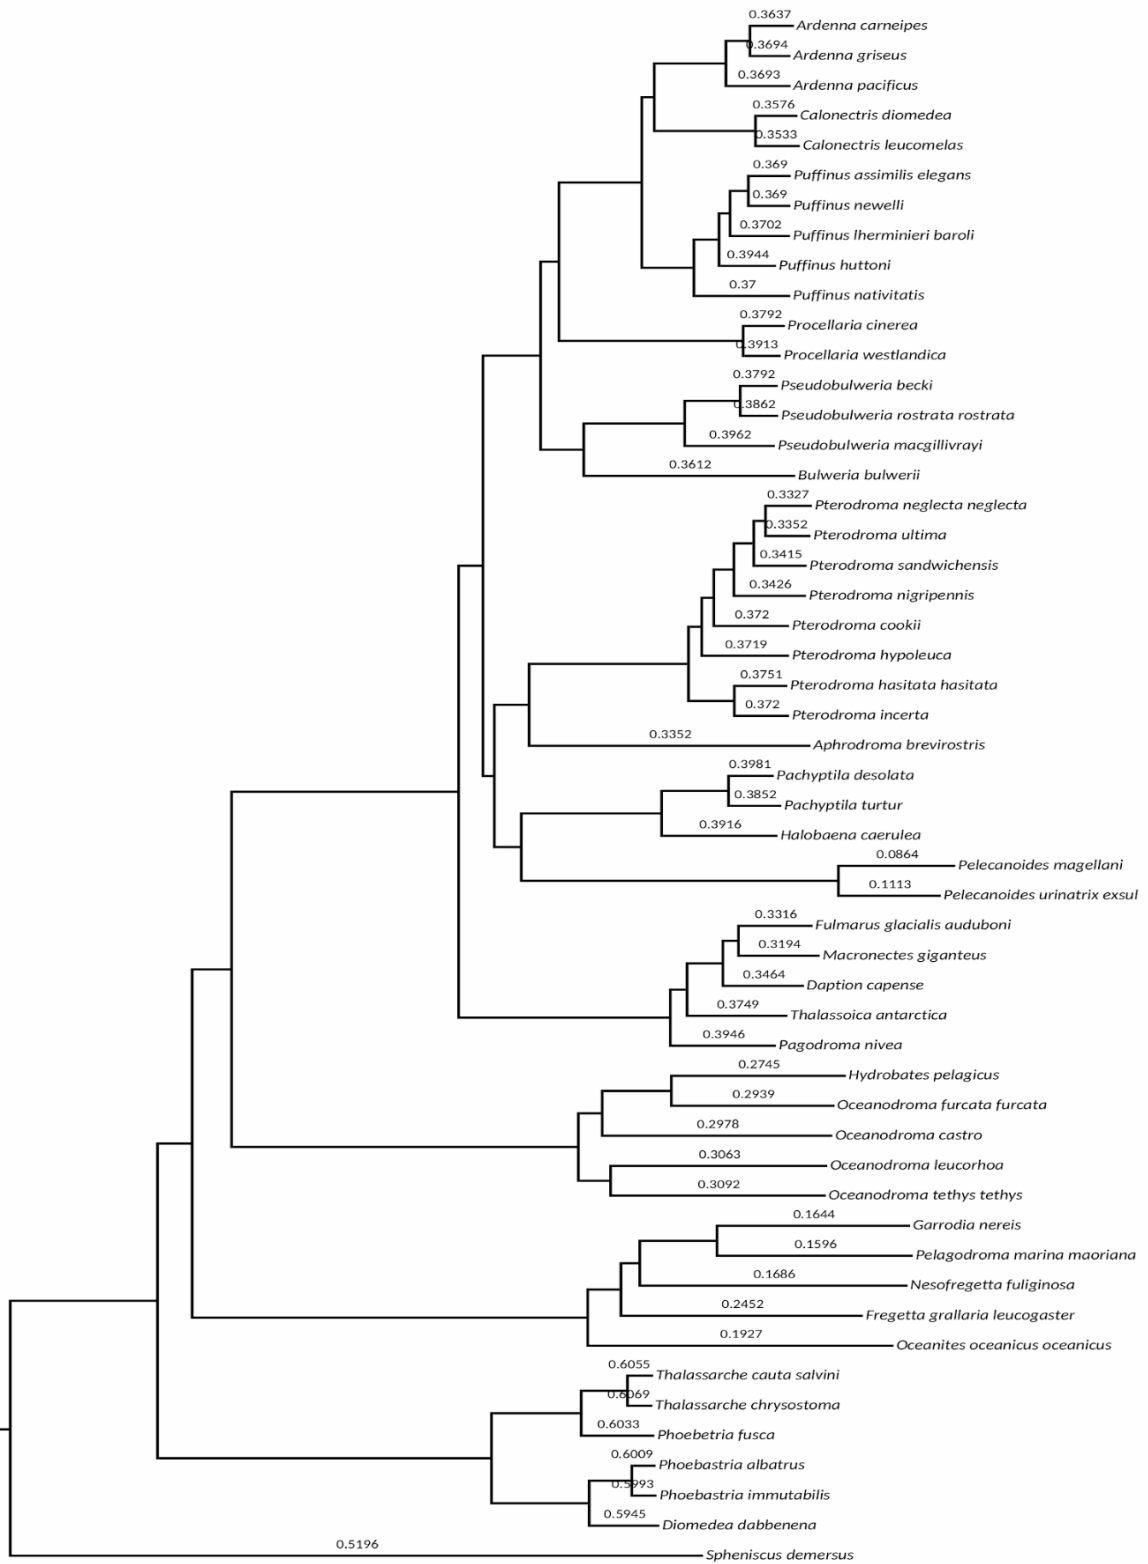 0.3637
Ardenna carneipes
0.3694
Ardenna griseus
0.3693
Ardenna pacificus
0.3576
Calonectris diomedea
0.3533
Calonectris leucomelas
0.369
Puffinus assimilis elegans
0.369
Puffinus newelli
0.3702
Puffinus lherminieri baroli
0.3944
Puffinus huttoni
0.37
Puffinus nativitatis
0.3792
Procellaria cinerea
0.3913
Procellaria westlandica
0.3792
Pseudobulweria becki
0.3862
Pseudobulweria rostrata rostrata
0.3962
Pseudobulweria macgillivrayi
0.3612
Bulweria bulwerii
0.3327
Pterodroma neglecta neglecta
0.3352
Pterodroma ultima
0.3415
Pterodroma sandwichensis
0.3426
Pterodroma nigripennis
0.372
Pterodroma cookii
0.3719
Pterodroma hypoleuca
0.3751
Pterodroma hasitata hasitata
0.372
Pterodroma incerta
0.3352
Aphrodroma brevirostris
0.3981
Pachyptila desolata
0.3852
Pachyptila turtur
0.3916
Halobaena caerulea
0.0864
Pelecanoides magellani
0.1113
Pelecanoides urinatrix exsul
0.3316
Fulmarus glacialis auduboni
0.3194
Macronectes giganteus
0.3464
Daption capense
0.3749
Thalassoica antarctica
0.3946
Pagodroma nivea
0.2745
Hydrobates pelagicus
0.2939
Oceanodroma furcata furcata
0.2978
Oceanodroma castro
0.3063
Oceanodroma leucorhoa
0.3092
Oceanodroma tethys tethys
0.1644
Garrodia nereis
0.1596
Pelagodroma marina maoriana
0.1686
Nesofregetta fuliginosa
0.2452
Fregetta grallaria leucogaster
0.1927
Oceanites oceanicus oceanicus
0.6055
Thalassarche cauta salvini
0.6069
Thalassarche chrysostoma
0.6033
Phoebetria fusca
0.6009
Phoebastria albatrus
0.5993
Phoebastria immutabilis
0.5945
Diomedea dabbenena
0.5196
Spheniscus demersus